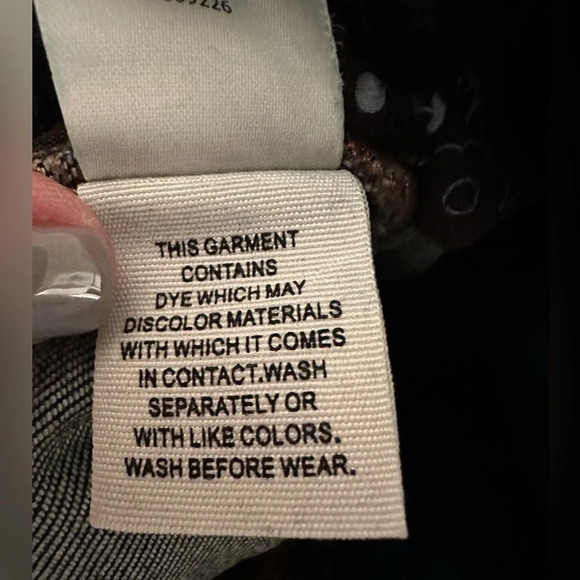 THIS GARMENT
CONTAINS
DYE WHICH MAY
DISCOLOR MATERIALS
WITH WHICH IT COMES
IN CONTACT.WASH
SEPARATELY OR
WITH LIKE COLORS.
WASH BEFORE WEAR.